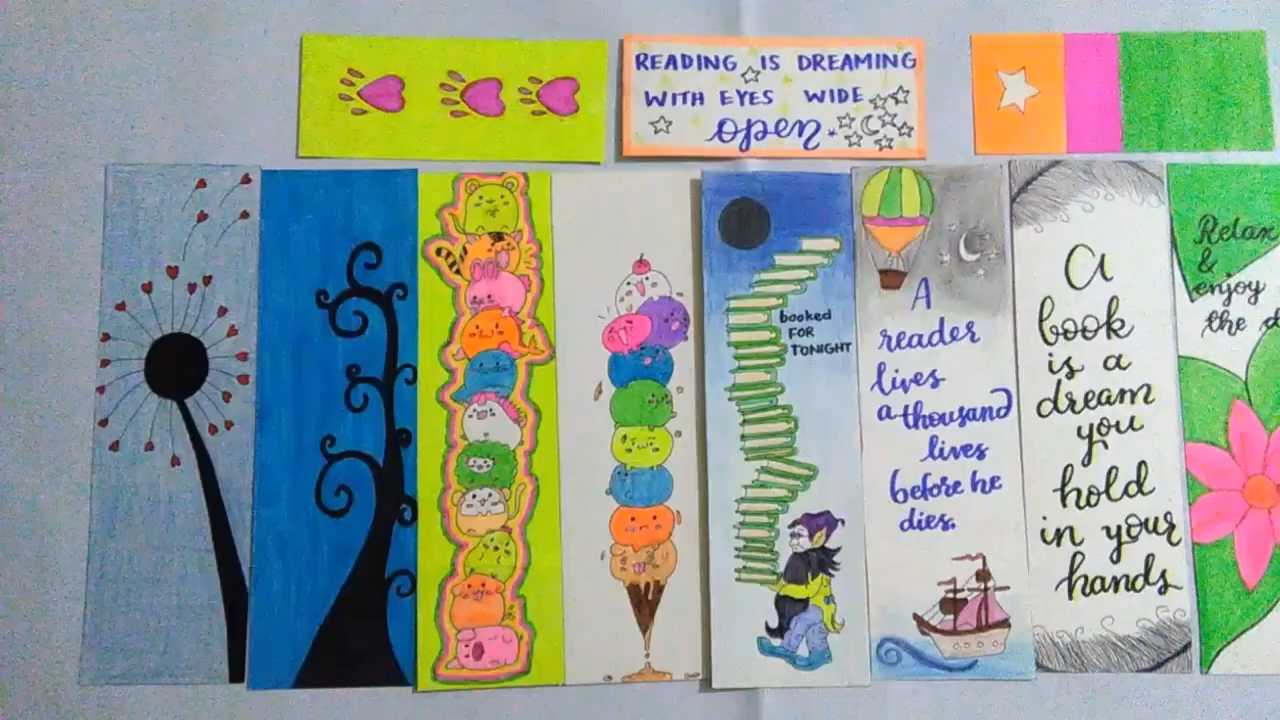 READING IS DREAMING
WITH EYES WIDE
open
booked
FOR
TONIGHT
A
reader
lives
a thousand
lives
before he
dies.
A
book
is a
dream
you
hold
in your
hands
Relax
&
enjoy
the